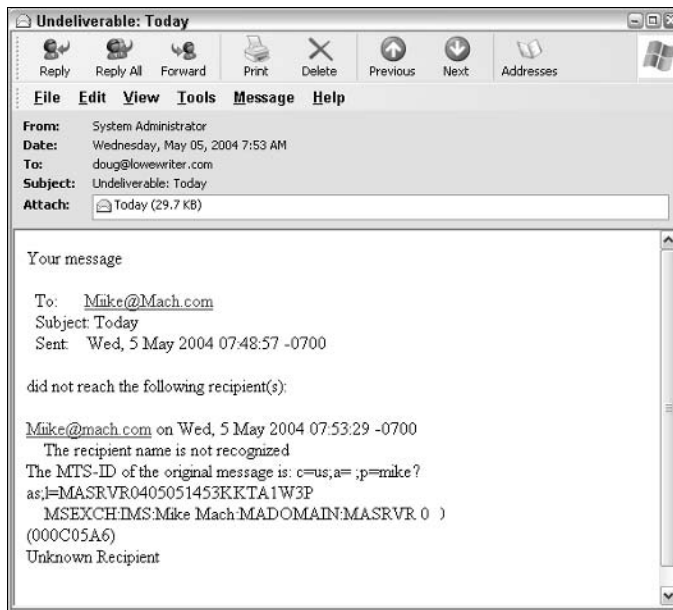 Undeliverable: Today
Reply Reply All Forward Print Delete Previous Next Addresses
File Edit View Tools Message Help
From: System Administrator
Date: Wednesday, May 05, 2004 7:53 AM
To: doug@lowewriter.com
Subject: Undeliverable: Today
Attach: Today (29.7 KB)
Your message
To: Miike@Mach.com
Subject: Today
Sent: Wed, 5 May 2004 07:48:57 -0700
did not reach the following recipient(s):
Miike@mach.com on Wed, 5 May 2004 07:53:29 -0700
The recipient name is not recognized
The MTS-ID of the original message is: c=us;a= ;p=mike?
as;l=MASRVR0405051453KKTA1W3P
MSEXCH:IMS:Mike Mach:MADOMAIN:MASRVR 0 )
(000C05A6)
Unknown Recipient